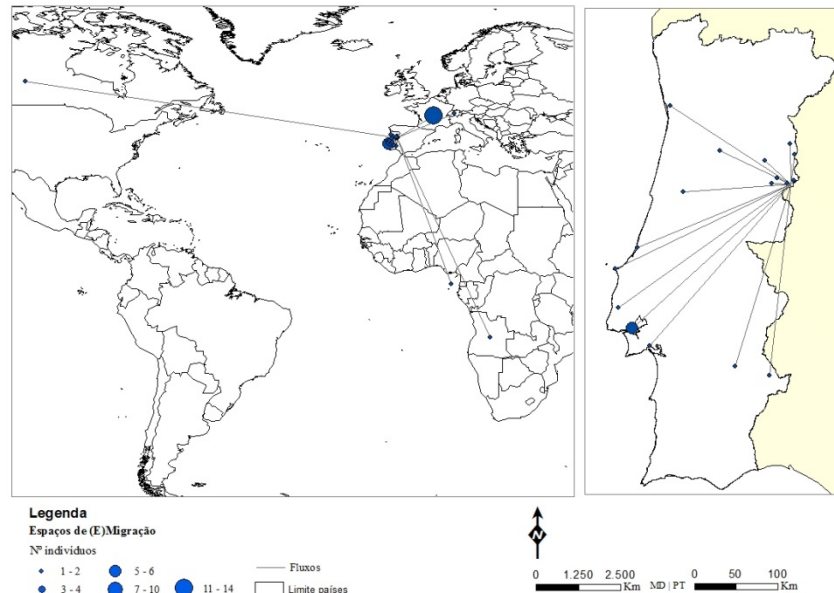 Legenda
Espaços de (E)Migração
Nº indivíduos
1 - 2
5 - 6
Fluxos
3 - 4
7 - 10
11 - 14
Limite países
N
0 1.250 2.500
Km
MD | PT
0 50 100
Km